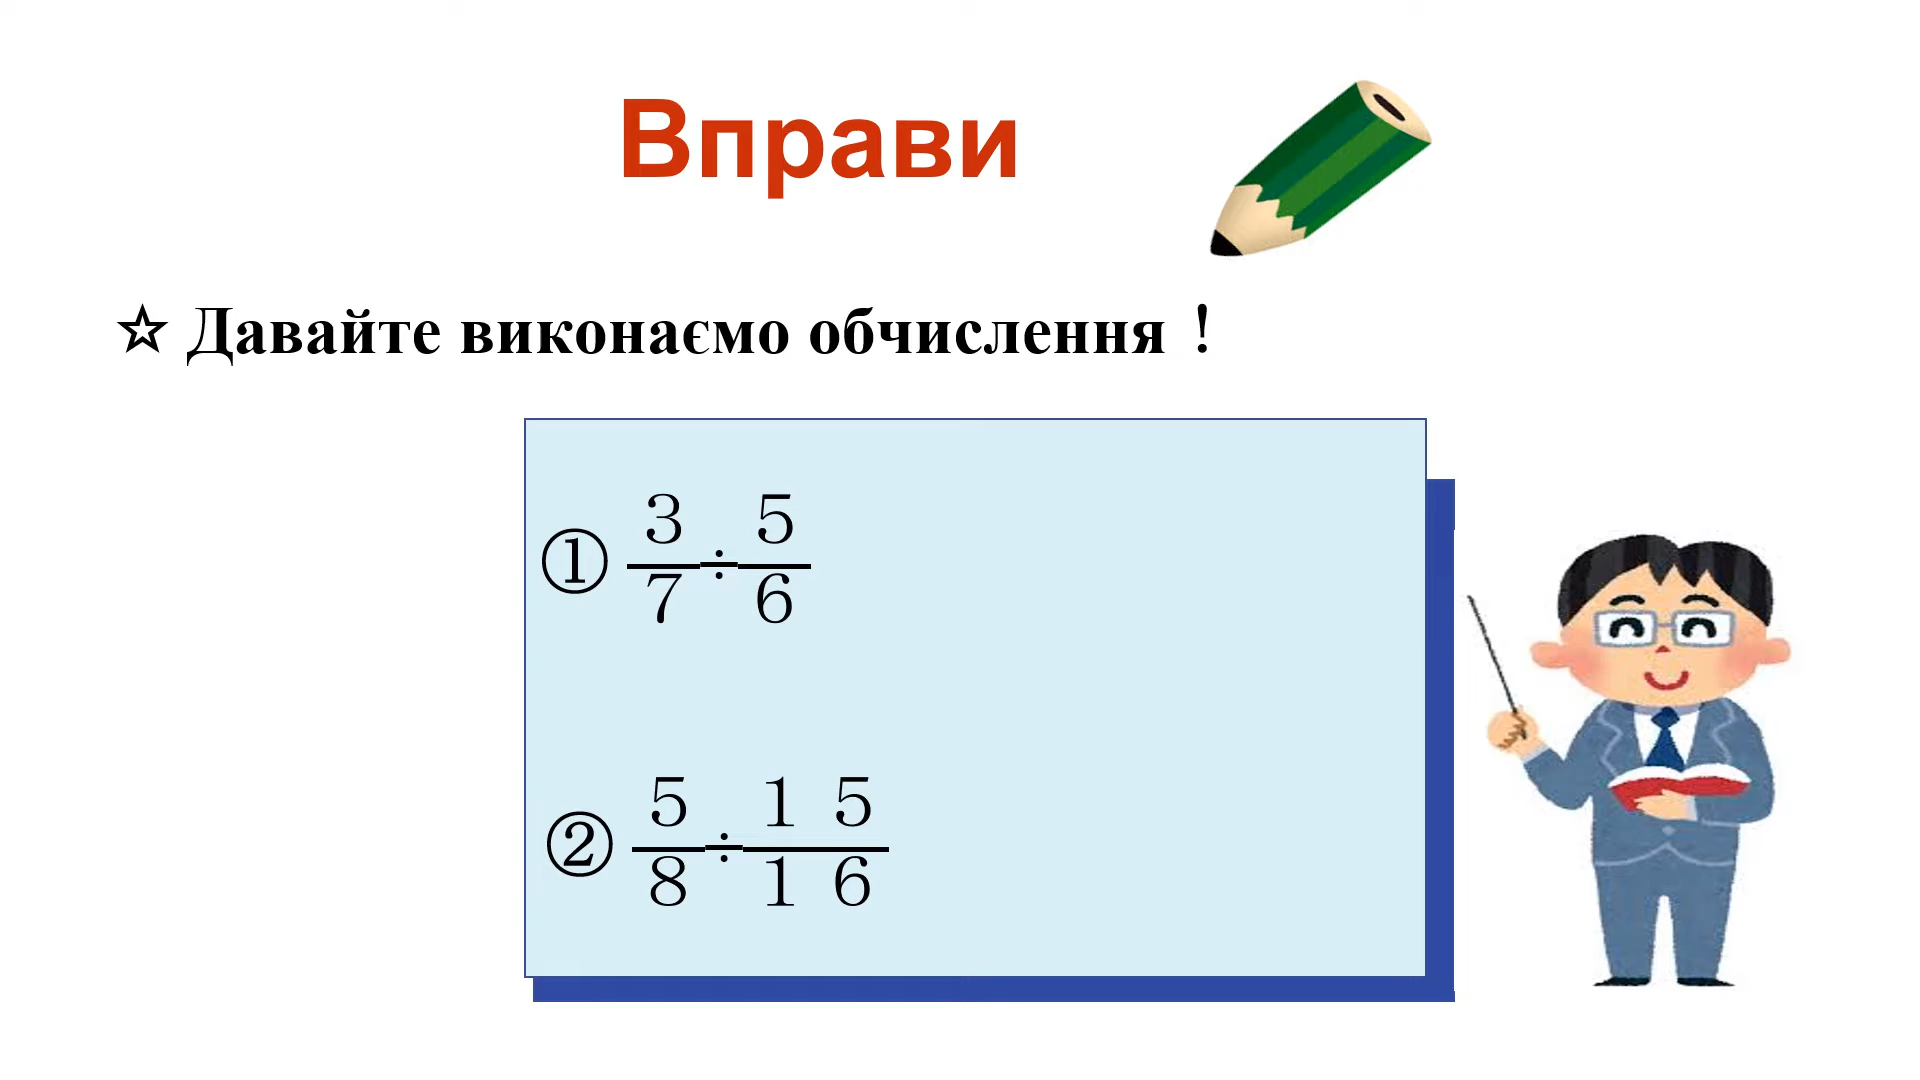 Вправи
☆ Давайте виконаємо обчислення！
① 3/7÷5/6
② 5/8÷15/16